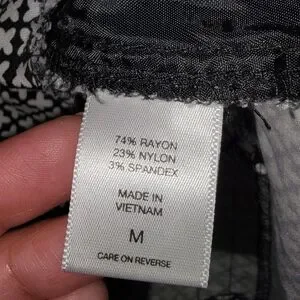 74% RAYON
23% NYLON
3% SPANDEX
MADE IN
VIETNAM
M
CARE ON REVERSE